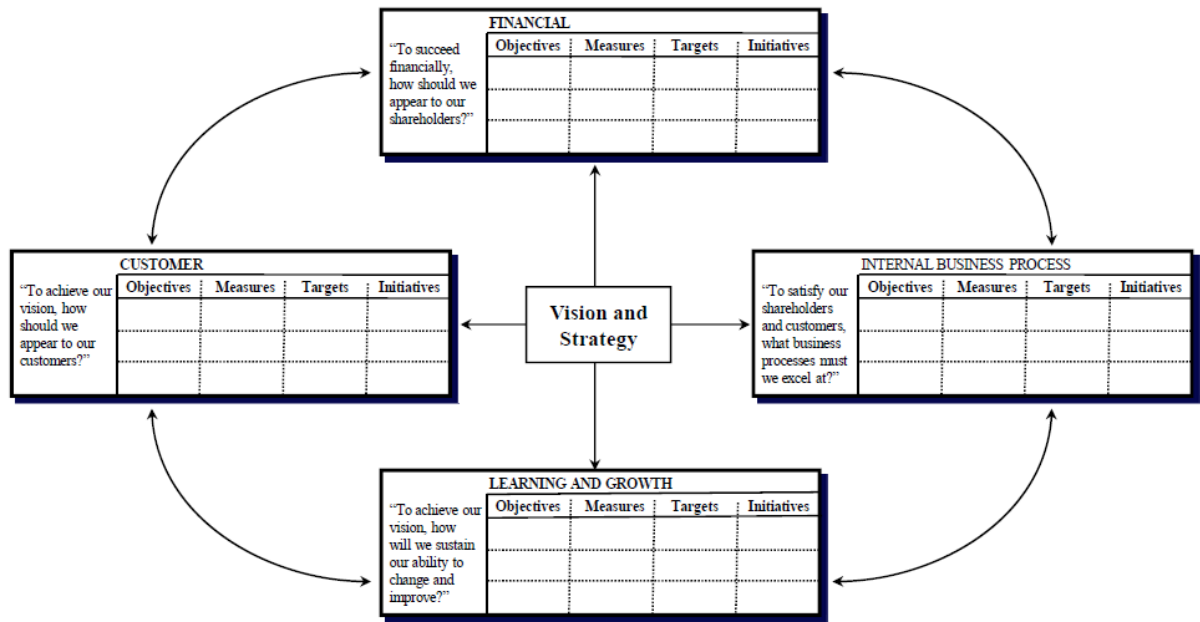 FINANCIAL
Objectives Measures Targets Initiatives
“To succeed
financially,
how should we
appear to our
shareholders?”
CUSTOMER
Objectives Measures Targets Initiatives
“To achieve our
vision, how
should we
appear to our
customers?”
Vision and
Strategy
INTERNAL BUSINESS PROCESS
Objectives Measures Targets Initiatives
“To satisfy our
shareholders
and customers,
what business
processes must
we excel at?”
LEARNING AND GROWTH
Objectives Measures Targets Initiatives
“To achieve our
vision, how
will we sustain
our ability to
change and
improve?”